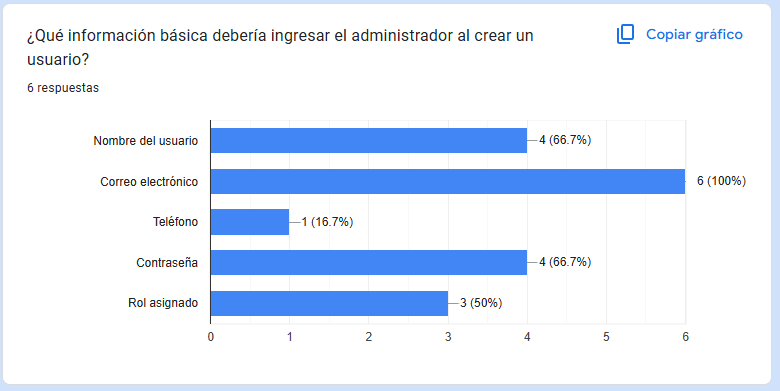 ¿Qué información básica debería ingresar el administrador al crear un
usuario?
Copiar gráfico
6 respuestas
Nombre del usuario
4 (66.7%)
Correo electrónico
6 (100%)
Teléfono
1 (16.7%)
Contraseña
4 (66.7%)
Rol asignado
3 (50%)
0 1 2 3 4 5 6